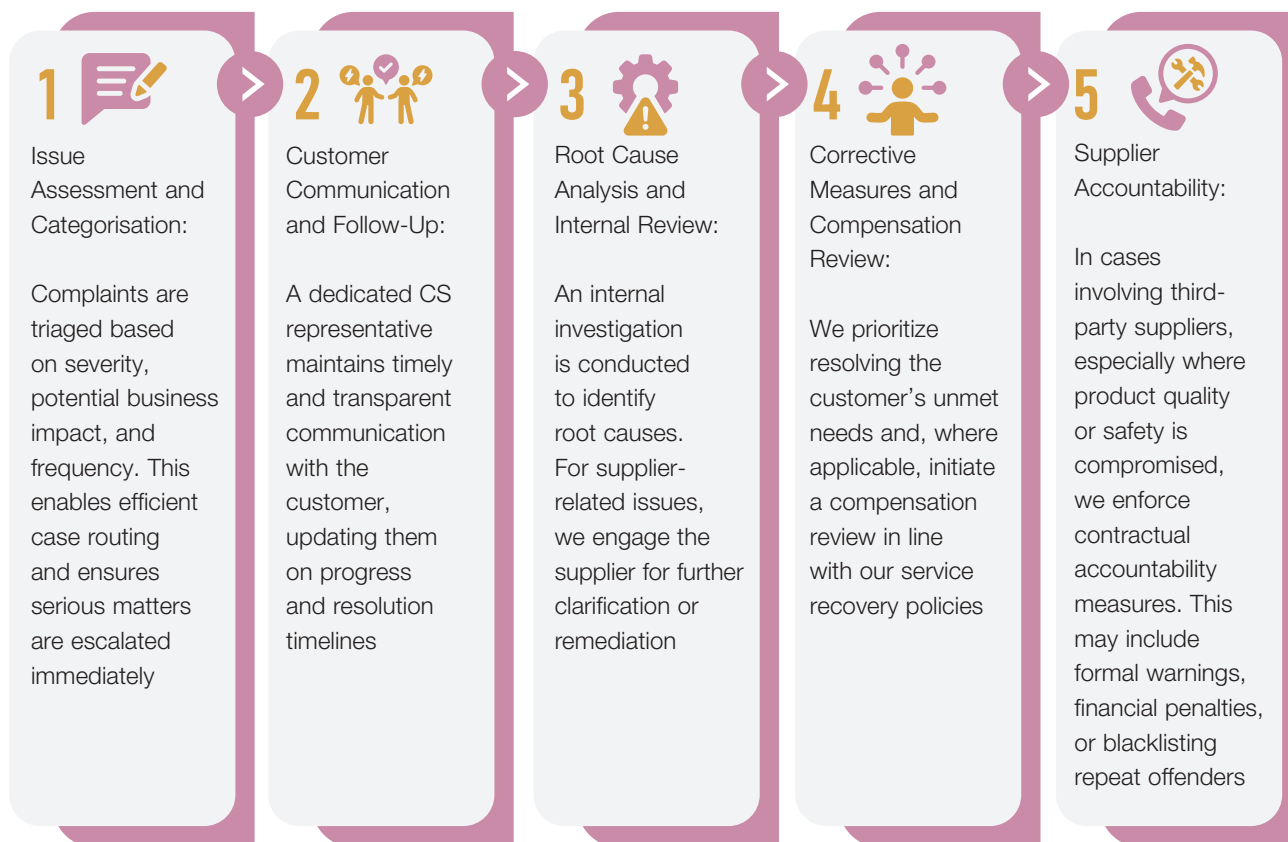 1
Issue
Assessment and
Categorisation:
Complaints are
triaged based
on severity,
potential business
impact, and
frequency. This
enables efficient
case routing
and ensures
serious matters
are escalated
immediately
2
Customer
Communication
and Follow-Up:
A dedicated CS
representative
maintains timely
and transparent
communication
with the
customer,
updating them
on progress
and resolution
timelines
3
Root Cause
Analysis and
Internal Review:
An internal
investigation
is conducted
to identify
root causes.
For supplier-
related issues,
we engage the
supplier for further
clarification or
remediation
4
Corrective
Measures and
Compensation
Review:
We prioritize
resolving the
customer’s unmet
needs and, where
applicable, initiate
a compensation
review in line
with our service
recovery policies
5
Supplier
Accountability:
In cases
involving third-
party suppliers,
especially where
product quality
or safety is
compromised,
we enforce
contractual
accountability
measures. This
may include
formal warnings,
financial penalties,
or blacklisting
repeat offenders